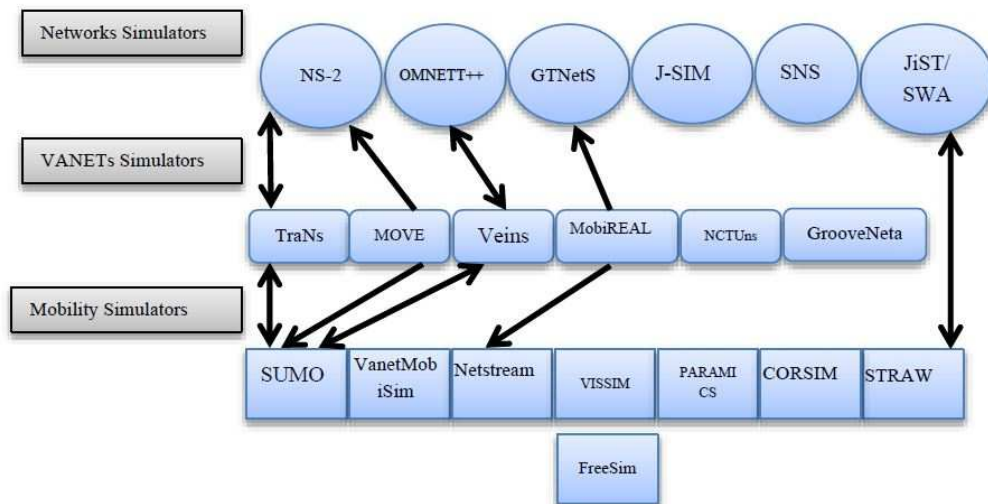 Networks Simulators
NS-2
OMNETT++
GTNetS
J-SIM
SNS
JiST/
SWA
VANETs Simulators
TraNs
MOVE
Veins
MobiREAL
NCTUns
GrooveNeta
Mobility Simulators
SUMO
VanetMob
iSim
Netstream
VISSIM
PARAMI
CS
CORSIM
STRAW
FreeSim